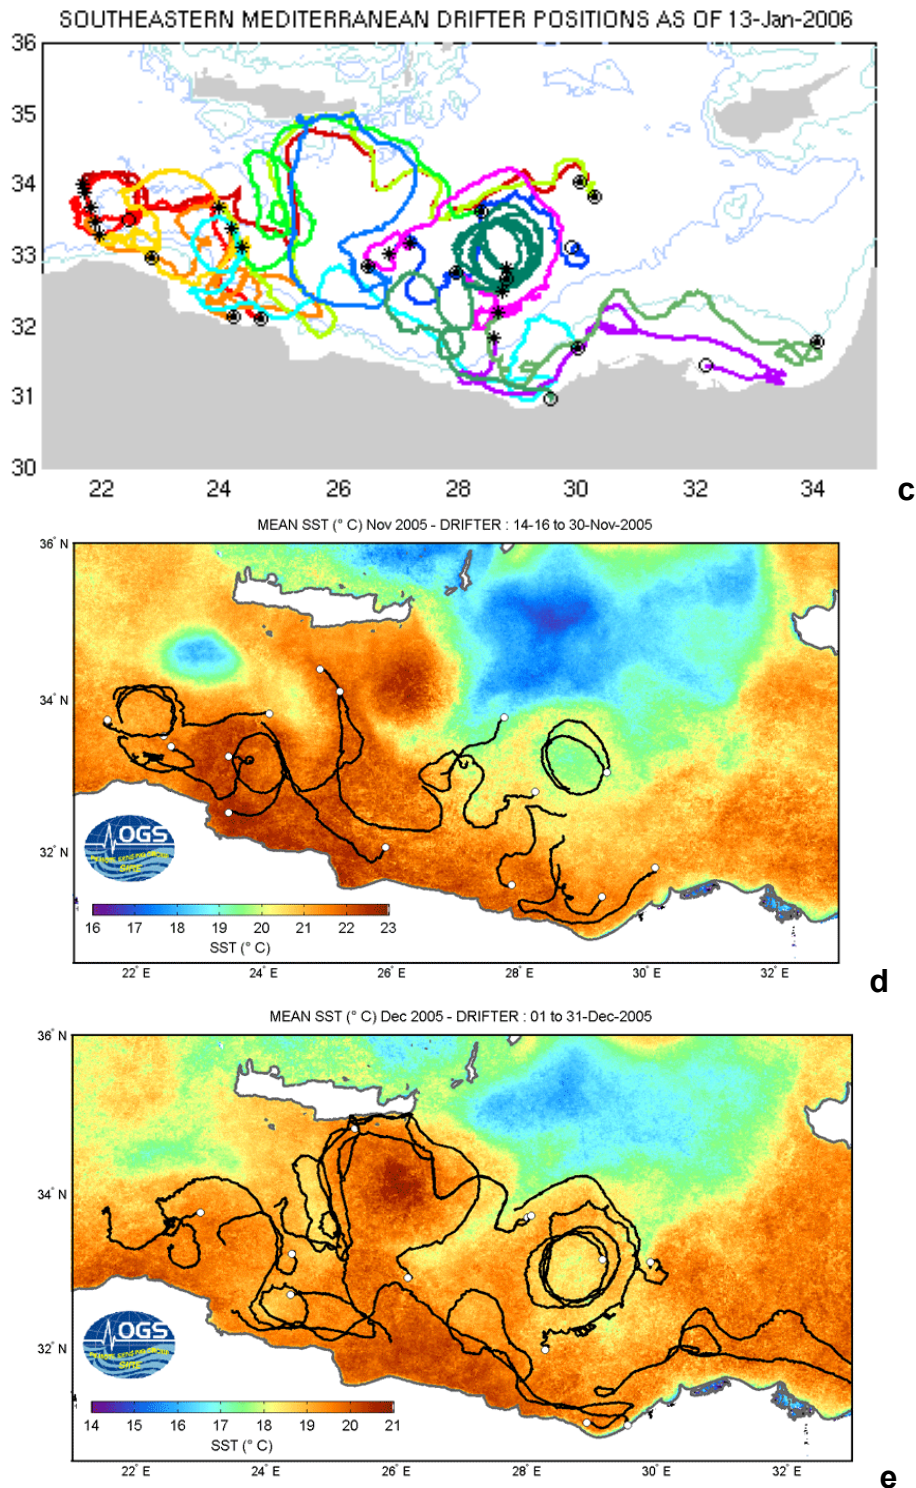 SOUTHEASTERN MEDITERRANEAN DRIFTER POSITIONS AS OF 13-Jan-2006
36
35
34
33
32
31
30
22 24 26 28 30 32 34
c
MEAN SST (° C) Nov 2005 - DRIFTER : 14-16 to 30-Nov-2005
36° N
34° N
32° N
OGS
SIRE
16 17 18 19 20 21 22 23
SST (° C)
22° E 24° E 26° E 28° E 30° E 32° E
d
MEAN SST (° C) Dec 2005 - DRIFTER : 01 to 31-Dec-2005
36° N
34° N
32° N
OGS
SIRE
14 15 16 17 18 19 20 21
SST (° C)
22° E 24° E 26° E 28° E 30° E 32° E
e